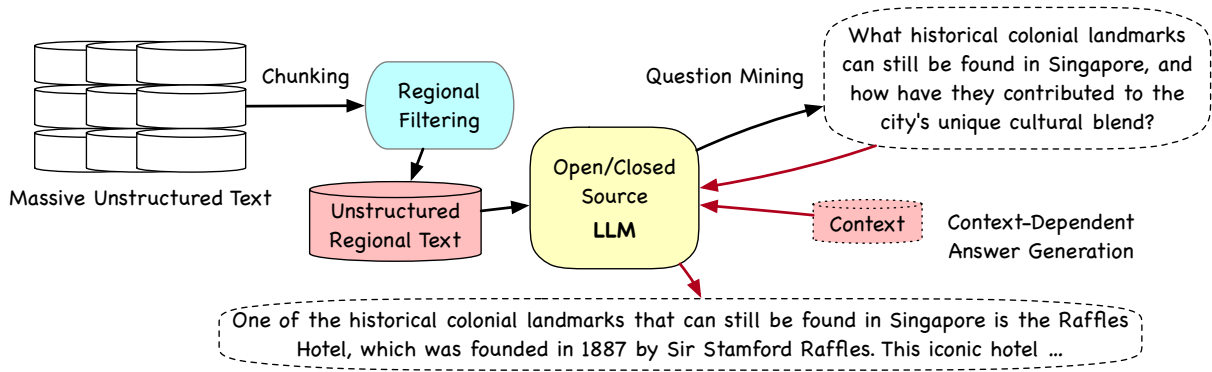 Massive Unstructured Text
Chunking
Regional
Filtering
Unstructured
Regional Text
Open/Closed
Source
LLM
Question Mining
What historical colonial landmarks
can still be found in Singapore, and
how have they contributed to the
city's unique cultural blend?
Context
Context-Dependent
Answer Generation
One of the historical colonial landmarks that can still be found in Singapore is the Raffles
Hotel, which was founded in 1887 by Sir Stamford Raffles. This iconic hotel ...